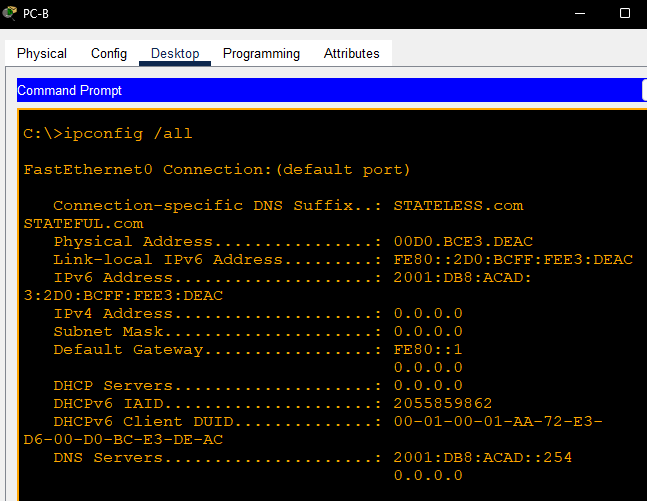 PC-B
Physical Config Desktop Programming Attributes
Command Prompt
C:\>ipconfig /all
FastEthernet0 Connection:(default port)
Connection-specific DNS Suffix..: STATELESS.com
STATEFUL.com
Physical Address................: 00D0.BCE3.DEAC
Link-local IPv6 Address.........: FE80::2D0:BCFF:FEE3:DEAC
IPv6 Address....................: 2001:DB8:ACAD:
3:2D0:BCFF:FEE3:DEAC
IPv4 Address....................: 0.0.0.0
Subnet Mask.....................: 0.0.0.0
Default Gateway.................: FE80::1
0.0.0.0
DHCP Servers....................: 0.0.0.0
DHCPv6 IAID.....................: 2055859862
DHCPv6 Client DUID..............: 00-01-00-01-AA-72-E3-
D6-00-D0-BC-E3-DE-AC
DNS Servers.....................: 2001:DB8:ACAD::254
0.0.0.0